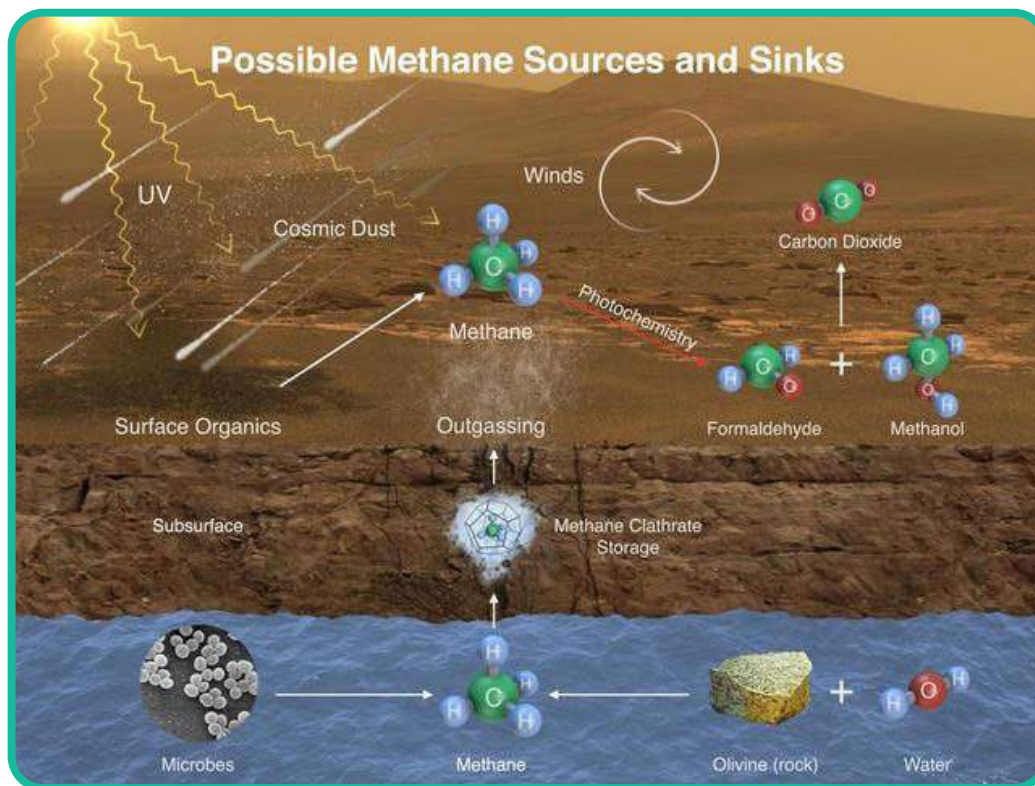 Possible Methane Sources and Sinks
UV
Cosmic Dust
Winds
H
H
C
H
H
Methane
O
C
O
Carbon Dioxide
Photochemistry
C
H
H
O
Formaldehyde
+
H
C
H
H
O
H
Methanol
Surface Organics
Outgassing
Subsurface
Methane Clathrate
Storage
Microbes
H
C
H
H
H
Methane
Olivine (rock)
+
H
O
H
Water